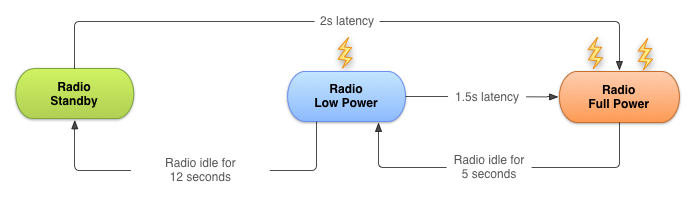 2s latency
Radio
Standby
Radio
Low Power
1.5s latency
Radio
Full Power
Radio idle for
12 seconds
Radio idle for
5 seconds